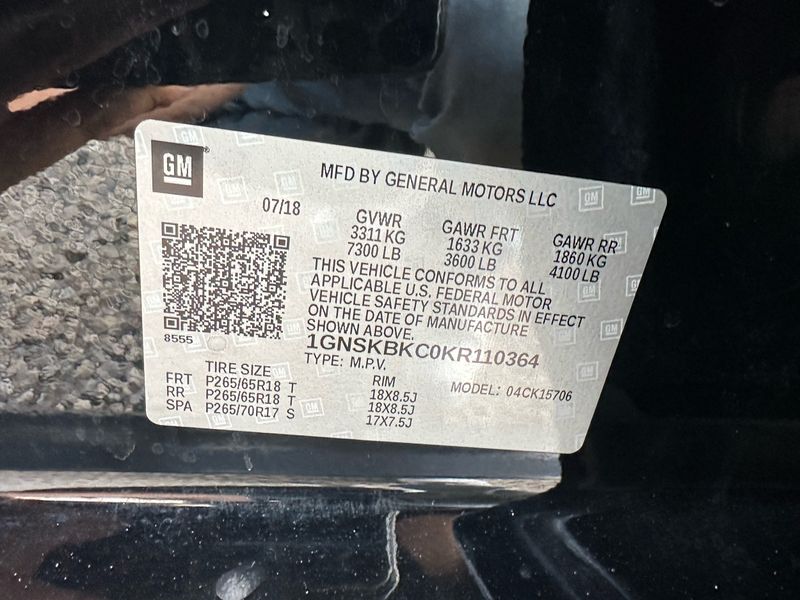 GM
MFD BY GENERAL MOTORS LLC
07/18
GVWR
3311 KG
7300 LB
GAWR FRT
1633 KG
3600 LB
GAWR RR
1860 KG
4100 LB
THIS VEHICLE CONFORMS TO ALL
APPLICABLE U.S. FEDERAL MOTOR
VEHICLE SAFETY STANDARDS IN EFFECT
ON THE DATE OF MANUFACTURE
SHOWN ABOVE.
8555
1GNSKBKC0KR110364
TYPE: M.P.V.
MODEL: 04CK15706
TIRE SIZE
RIM
FRT P265/65R18 T 18X8.5J
RR P265/65R18 T 18X8.5J
SPA P265/70R17 S 17X7.5J